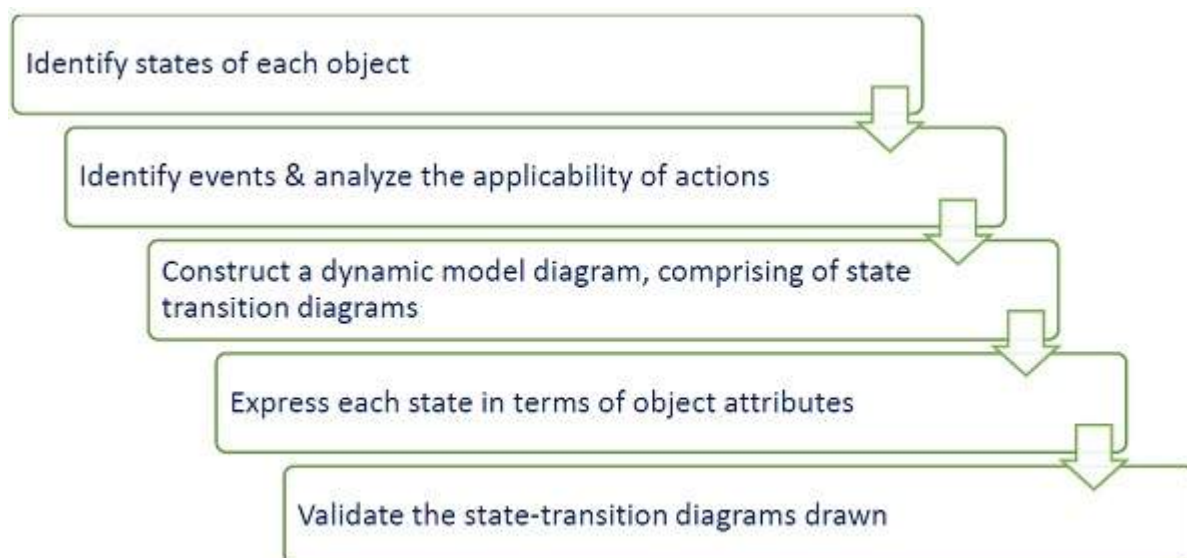 Identify states of each object
Identify events & analyze the applicability of actions
Construct a dynamic model diagram, comprising of state
transition diagrams
Express each state in terms of object attributes
Validate the state-transition diagrams drawn